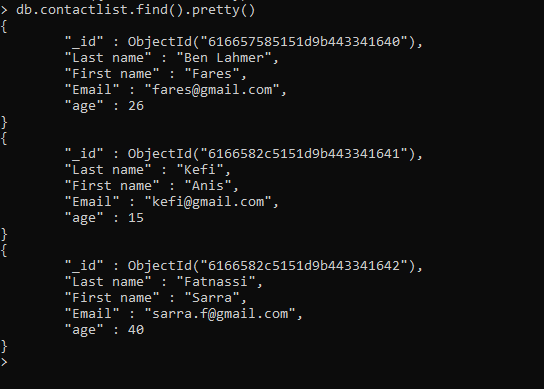 > db.contactlist.find().pretty()
{
        "_id" : ObjectId("616657585151d9b443341640"),
        "Last name" : "Ben Lahmer",
        "First name" : "Fares",
        "Email" : "fares@gmail.com",
        "age" : 26
}
{
        "_id" : ObjectId("6166582c5151d9b443341641"),
        "Last name" : "Kefi",
        "First name" : "Anis",
        "Email" : "kefi@gmail.com",
        "age" : 15
}
{
        "_id" : ObjectId("6166582c5151d9b443341642"),
        "Last name" : "Fatnassi",
        "First name" : "Sarra",
        "Email" : "sarra.f@gmail.com",
        "age" : 40
}
>